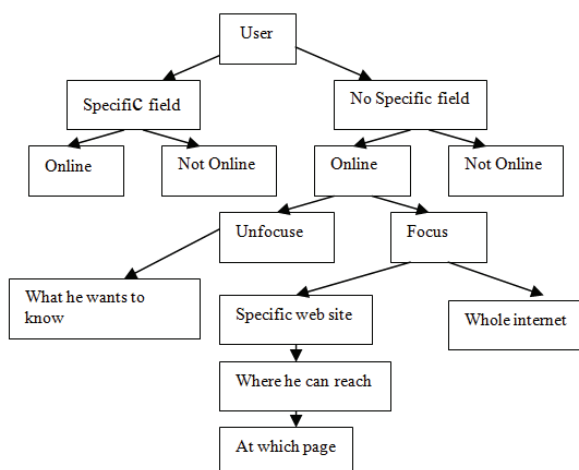 User
Specific field
No Specific field
Online
Not Online
Online
Not Online
Unfocuse
Focus
What he wants to
know
Specific web site
Whole internet
Where he can reach
At which page